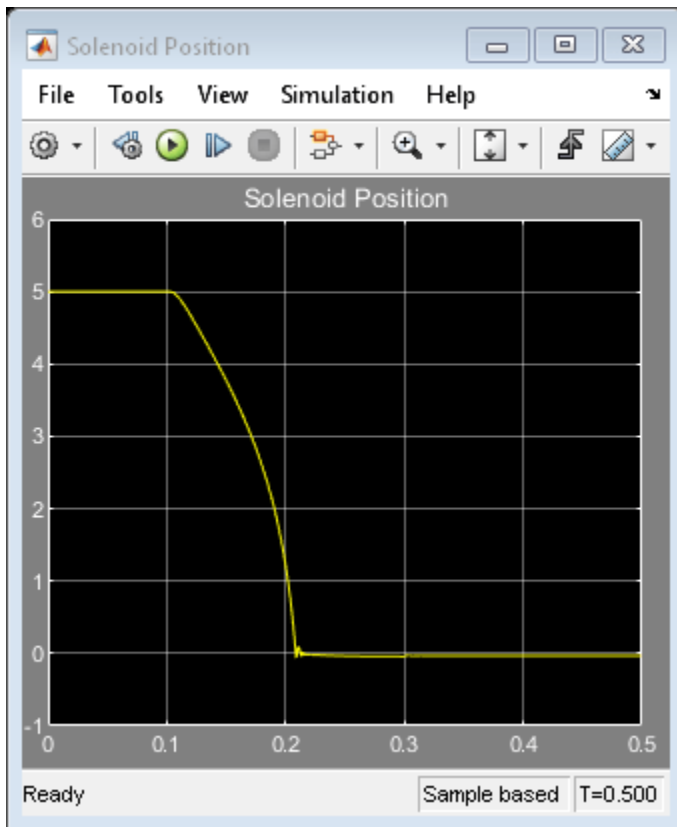 Solenoid Position
File Tools View Simulation Help
Solenoid Position
6
5
4
3
2
1
0
-1
0 0.1 0.2 0.3 0.4 0.5
Ready Sample based T=0.500